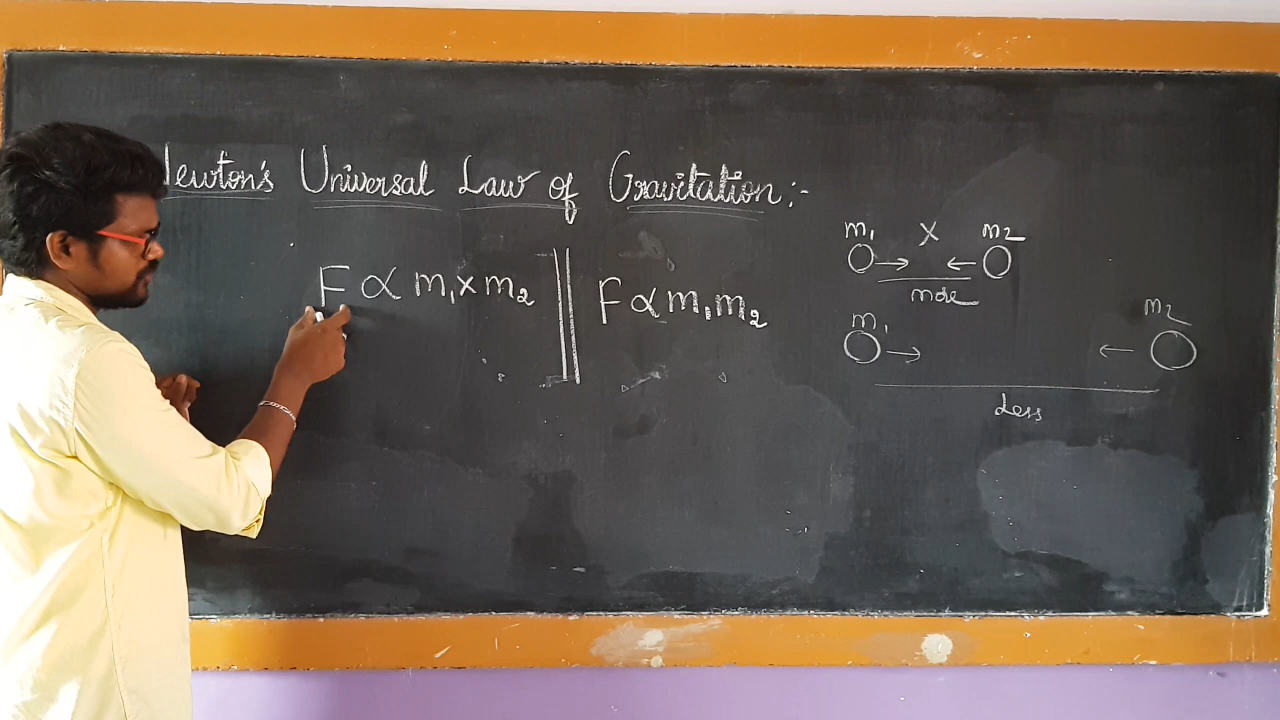 Newton's Universal Law of Gravitation:-
F ∝ m₁ x m₂ || F ∝ m₁m₂
m₁ X m₂
more
m₁ m₂
Less